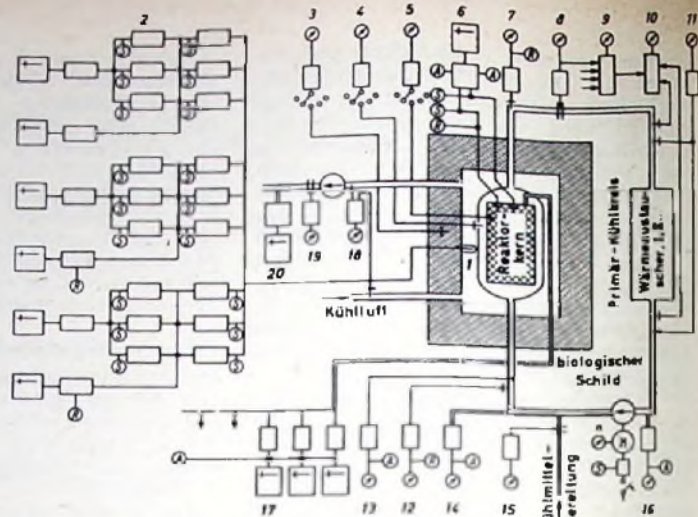 2
3
4
5
6
7
8
9
10
11
20
19
18
1
Reaktor-
kern
Primär-Kühlkreis
Wärmeaustau-
scher, I, II...
Kühlluft
biologischer
Schild
17
13
12
14
15
16